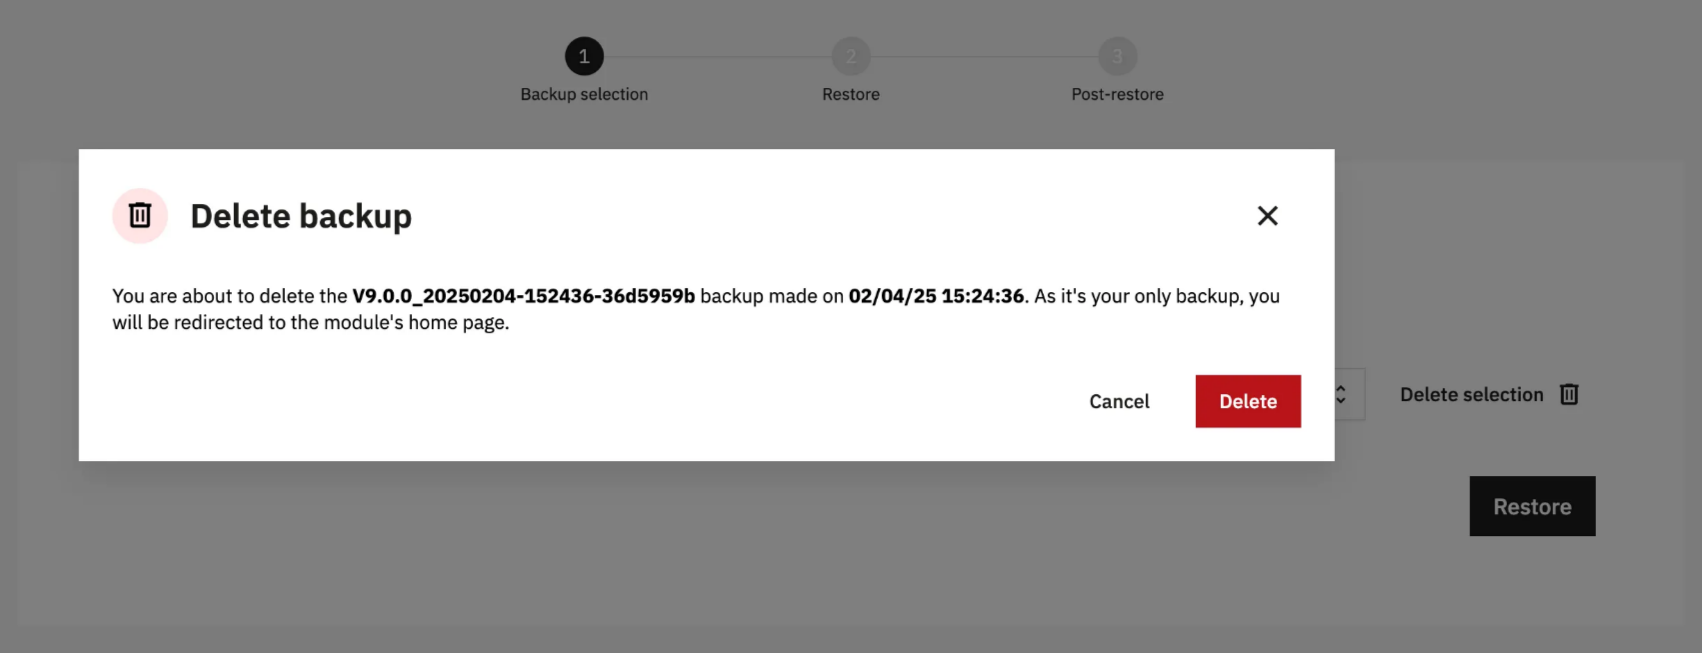 1
2
3
Backup selection
Restore
Post-restore
Delete backup
You are about to delete the V9.0.0_20250204-152436-36d5959b backup made on 02/04/25 15:24:36. As it's your only backup, you
will be redirected to the module's home page.
Cancel
Delete
Delete selection
Restore